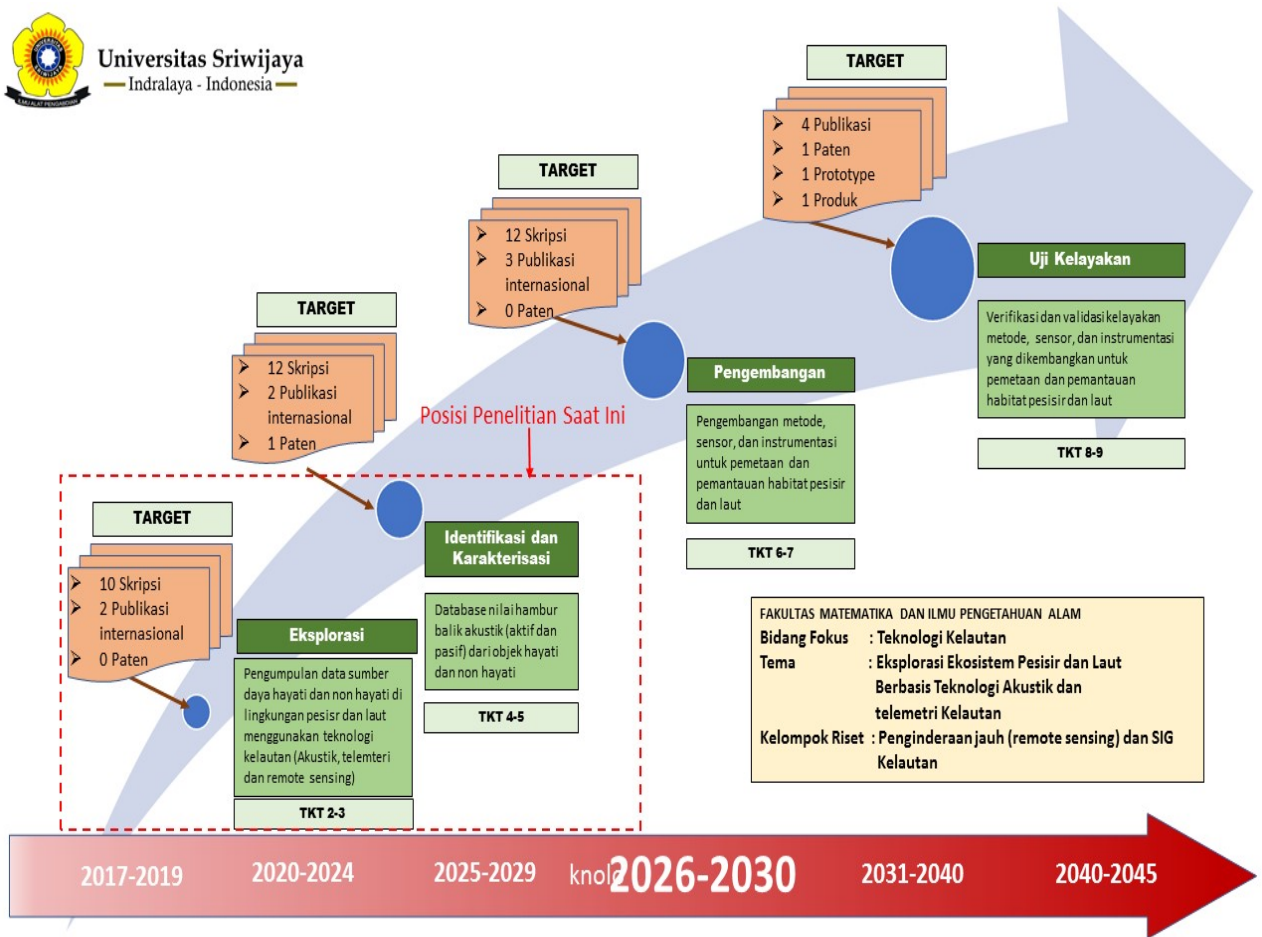 Universitas Sriwijaya
Indralaya - Indonesia
ILMU ALAT PENGABDIAN
TARGET
4 Publikasi
1 Paten
1 Prototype
1 Produk
Uji Kelayakan
Verifikasi dan validasi kelayakan
metode, sensor, dan instrumentasi
yang dikembangkan untuk
pemetaan dan pemantauan
habitat pesisir dan laut
TKT 8-9
TARGET
12 Skripsi
3 Publikasi
internasional
0 Paten
Pengembangan
Pengembangan metode,
sensor, dan instrumentasi
untuk pemetaan dan
pemantauan habitat pesisir
dan laut
TKT 6-7
TARGET
12 Skripsi
2 Publikasi
internasional
1 Paten
Posisi Penelitian Saat Ini
Identifikasi dan
Karakterisasi
Database nilai hambur
balik akustik (aktif dan
pasif) dari objek hayati
dan non hayati
TKT 4-5
TARGET
10 Skripsi
2 Publikasi
internasional
0 Paten
Eksplorasi
Pengumpulan data sumber
daya hayati dan non hayati di
lingkungan pesisr dan laut
menggunakan teknologi
kelautan (Akustik, telemteri
dan remote sensing)
TKT 2-3
FAKULTAS MATEMATIKA DAN ILMU PENGETAHUAN ALAM
Bidang Fokus : Teknologi Kelautan
Tema : Eksplorasi Ekosistem Pesisir dan Laut
Berbasis Teknologi Akustik dan
telemetri Kelautan
Kelompok Riset : Penginderaan jauh (remote sensing) dan SIG
Kelautan
2017-2019 2020-2024 2025-2029 knolo 2026-2030 2031-2040 2040-2045